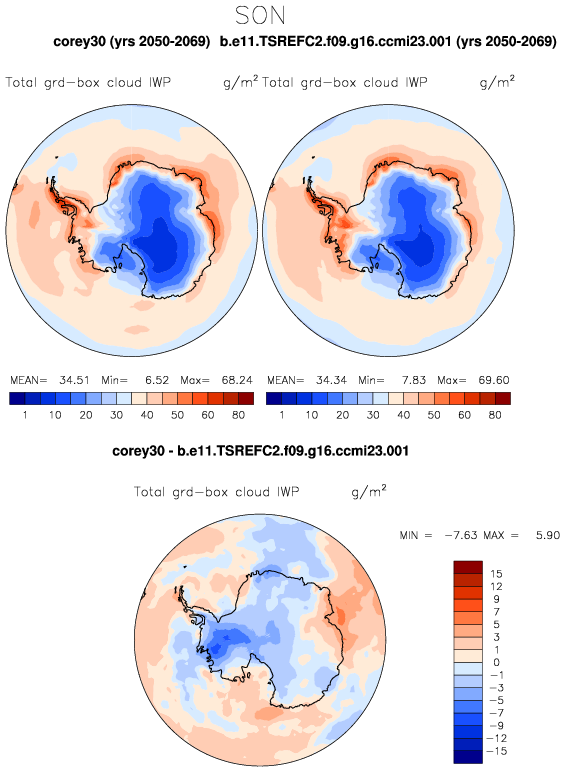 SON
corey30 (yrs 2050-2069) b.e11.TSREFC2.f09.g16.ccmi23.001 (yrs 2050-2069)
Total grd-box cloud IWP g/m² Total grd-box cloud IWP g/m²
MEAN= 34.51 Min= 6.52 Max= 68.24 MEAN= 34.34 Min= 7.83 Max= 69.60
1 10 20 30 40 50 60 80 1 10 20 30 40 50 60 80
corey30 - b.e11.TSREFC2.f09.g16.ccmi23.001
Total grd-box cloud IWP g/m²
MIN = -7.63 MAX = 5.90
15
12
9
7
5
3
1
0
-1
-3
-5
-7
-9
-12
-15